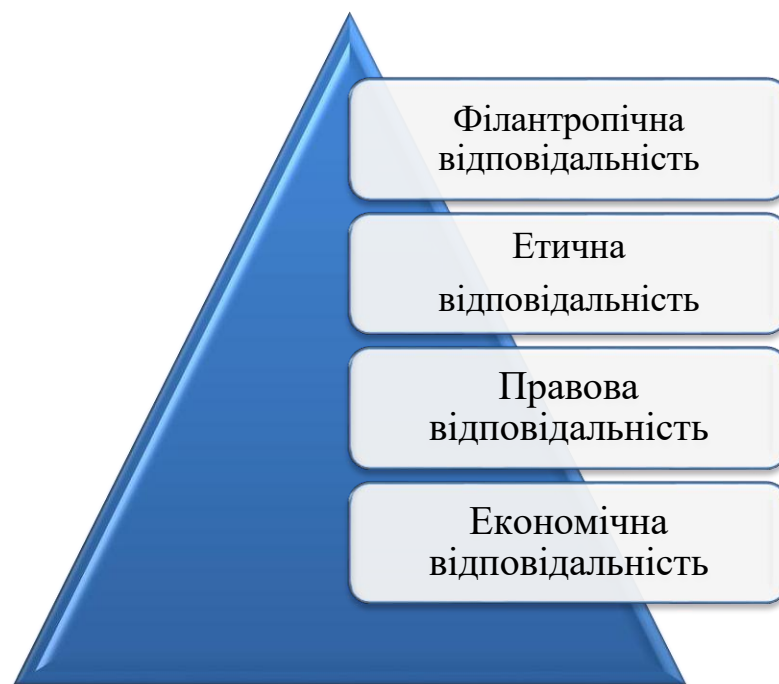 Філантропічна
відповідальність
Етична
відповідальність
Правова
відповідальність
Економічна
відповідальність